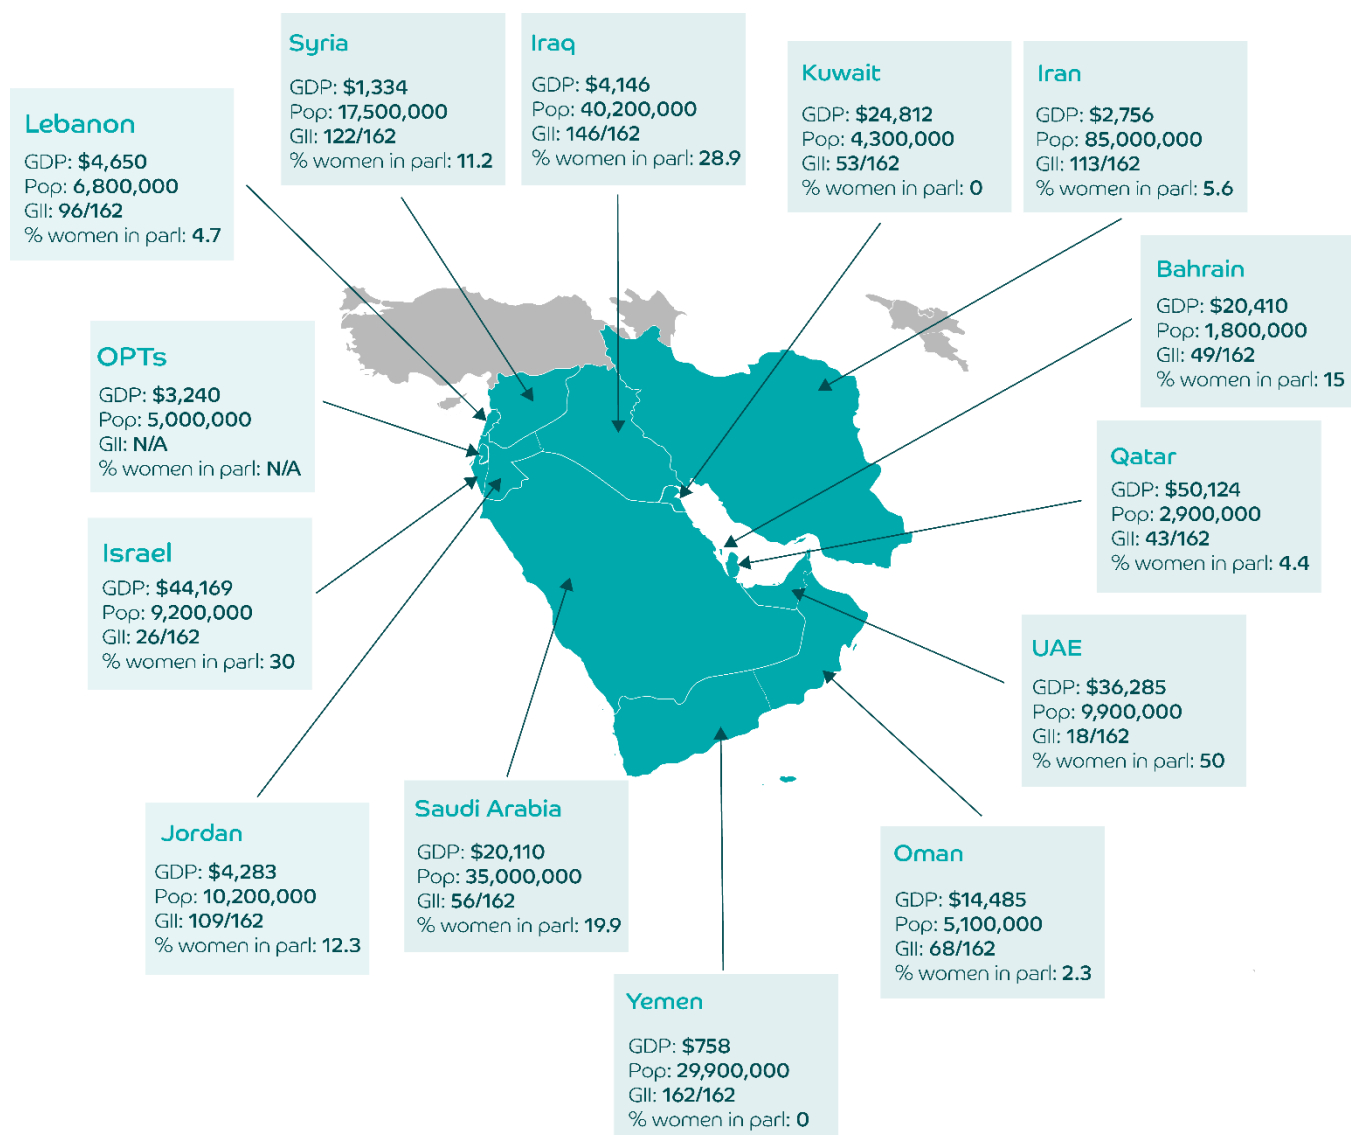 Syria
GDP: $1,334
Pop: 17,500,000
GII: 122/162
% women in parl: 11.2
Iraq
GDP: $4,146
Pop: 40,200,000
GII: 146/162
% women in parl: 28.9
Kuwait
GDP: $24,812
Pop: 4,300,000
GII: 53/162
% women in parl: 0
Iran
GDP: $2,756
Pop: 85,000,000
GII: 113/162
% women in parl: 5.6
Lebanon
GDP: $4,650
Pop: 6,800,000
GII: 96/162
% women in parl: 4.7
Bahrain
GDP: $20,410
Pop: 1,800,000
GII: 49/162
% women in parl: 15
OPTs
GDP: $3,240
Pop: 5,000,000
GII: N/A
% women in parl: N/A
Qatar
GDP: $50,124
Pop: 2,900,000
GII: 43/162
% women in parl: 4.4
Israel
GDP: $44,169
Pop: 9,200,000
GII: 26/162
% women in parl: 30
UAE
GDP: $36,285
Pop: 9,900,000
GII: 18/162
% women in parl: 50
Jordan
GDP: $4,283
Pop: 10,200,000
GII: 109/162
% women in parl: 12.3
Saudi Arabia
GDP: $20,110
Pop: 35,000,000
GII: 56/162
% women in parl: 19.9
Oman
GDP: $14,485
Pop: 5,100,000
GII: 68/162
% women in parl: 2.3
Yemen
GDP: $758
Pop: 29,900,000
GII: 162/162
% women in parl: 0